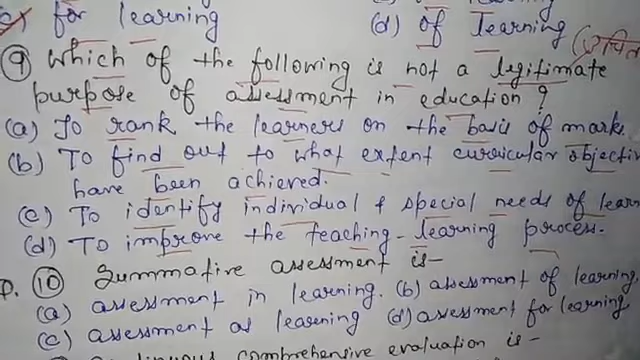 (c) for learning (d) of learning
(9) Which of the following is not a legitimate
purpose of assessment in education ?
(a) To rank the learners on the basis of marks.
(b) To find out to what extent curricular objectiv
have been achieved.
(c) To identify individual & special needs of learn
(d) To improve the teaching-learning process.
(10) Summative assessment is-
(a) assessment in learning. (b) assessment of learning.
(c) assessment as learning (d) assessment for learning
comprehensive evaluation is-